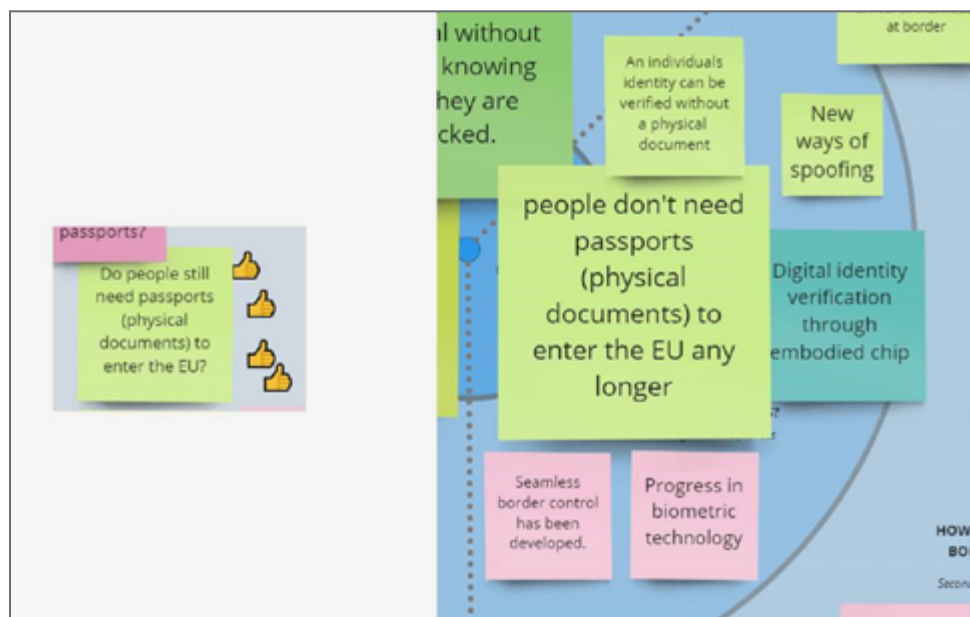 passports?
Do people still
need passports
(physical
documents) to
enter the EU?
al without
knowing
hey are
cked.
An individuals
identity can be
verified without
a physical
document
at border
New
ways of
spoofing
people don't need
passports
(physical
documents) to
enter the EU any
longer
Digital identity
verification
through
embodied chip
Seamless
border control
has been
developed.
Progress in
biometric
technology
HOW
BO
Second